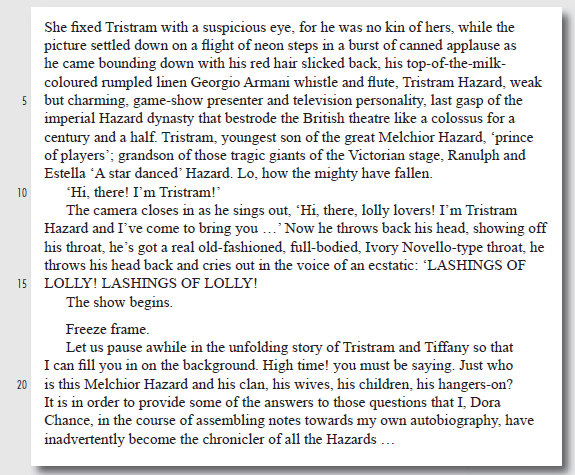 She fixed Tristram with a suspicious eye, for he was no kin of hers, while the
picture settled down on a flight of neon steps in a burst of canned applause as
he came bounding down with his red hair slicked back, his top-of-the-milk-
coloured rumpled linen Georgio Armani whistle and flute, Tristram Hazard, weak
5 but charming, game-show presenter and television personality, last gasp of the
imperial Hazard dynasty that bestrode the British theatre like a colossus for a
century and a half. Tristram, youngest son of the great Melchior Hazard, ‘prince
of players’; grandson of those tragic giants of the Victorian stage, Ranulph and
Estella ‘A star danced’ Hazard. Lo, how the mighty have fallen.
10 ‘Hi, there! I’m Tristram!’
The camera closes in as he sings out, ‘Hi, there, lolly lovers! I’m Tristram
Hazard and I’ve come to bring you …’ Now he throws back his head, showing off
his throat, he’s got a real old-fashioned, full-bodied, Ivory Novello-type throat, he
throws his head back and cries out in the voice of an ecstatic: ‘LASHINGS OF
15 LOLLY! LASHINGS OF LOLLY!
The show begins.
Freeze frame.
Let us pause awhile in the unfolding story of Tristram and Tiffany so that
I can fill you in on the background. High time! you must be saying. Just who
20 is this Melchior Hazard and his clan, his wives, his children, his hangers-on?
It is in order to provide some of the answers to those questions that I, Dora
Chance, in the course of assembling notes towards my own autobiography, have
inadvertently become the chronicler of all the Hazards …